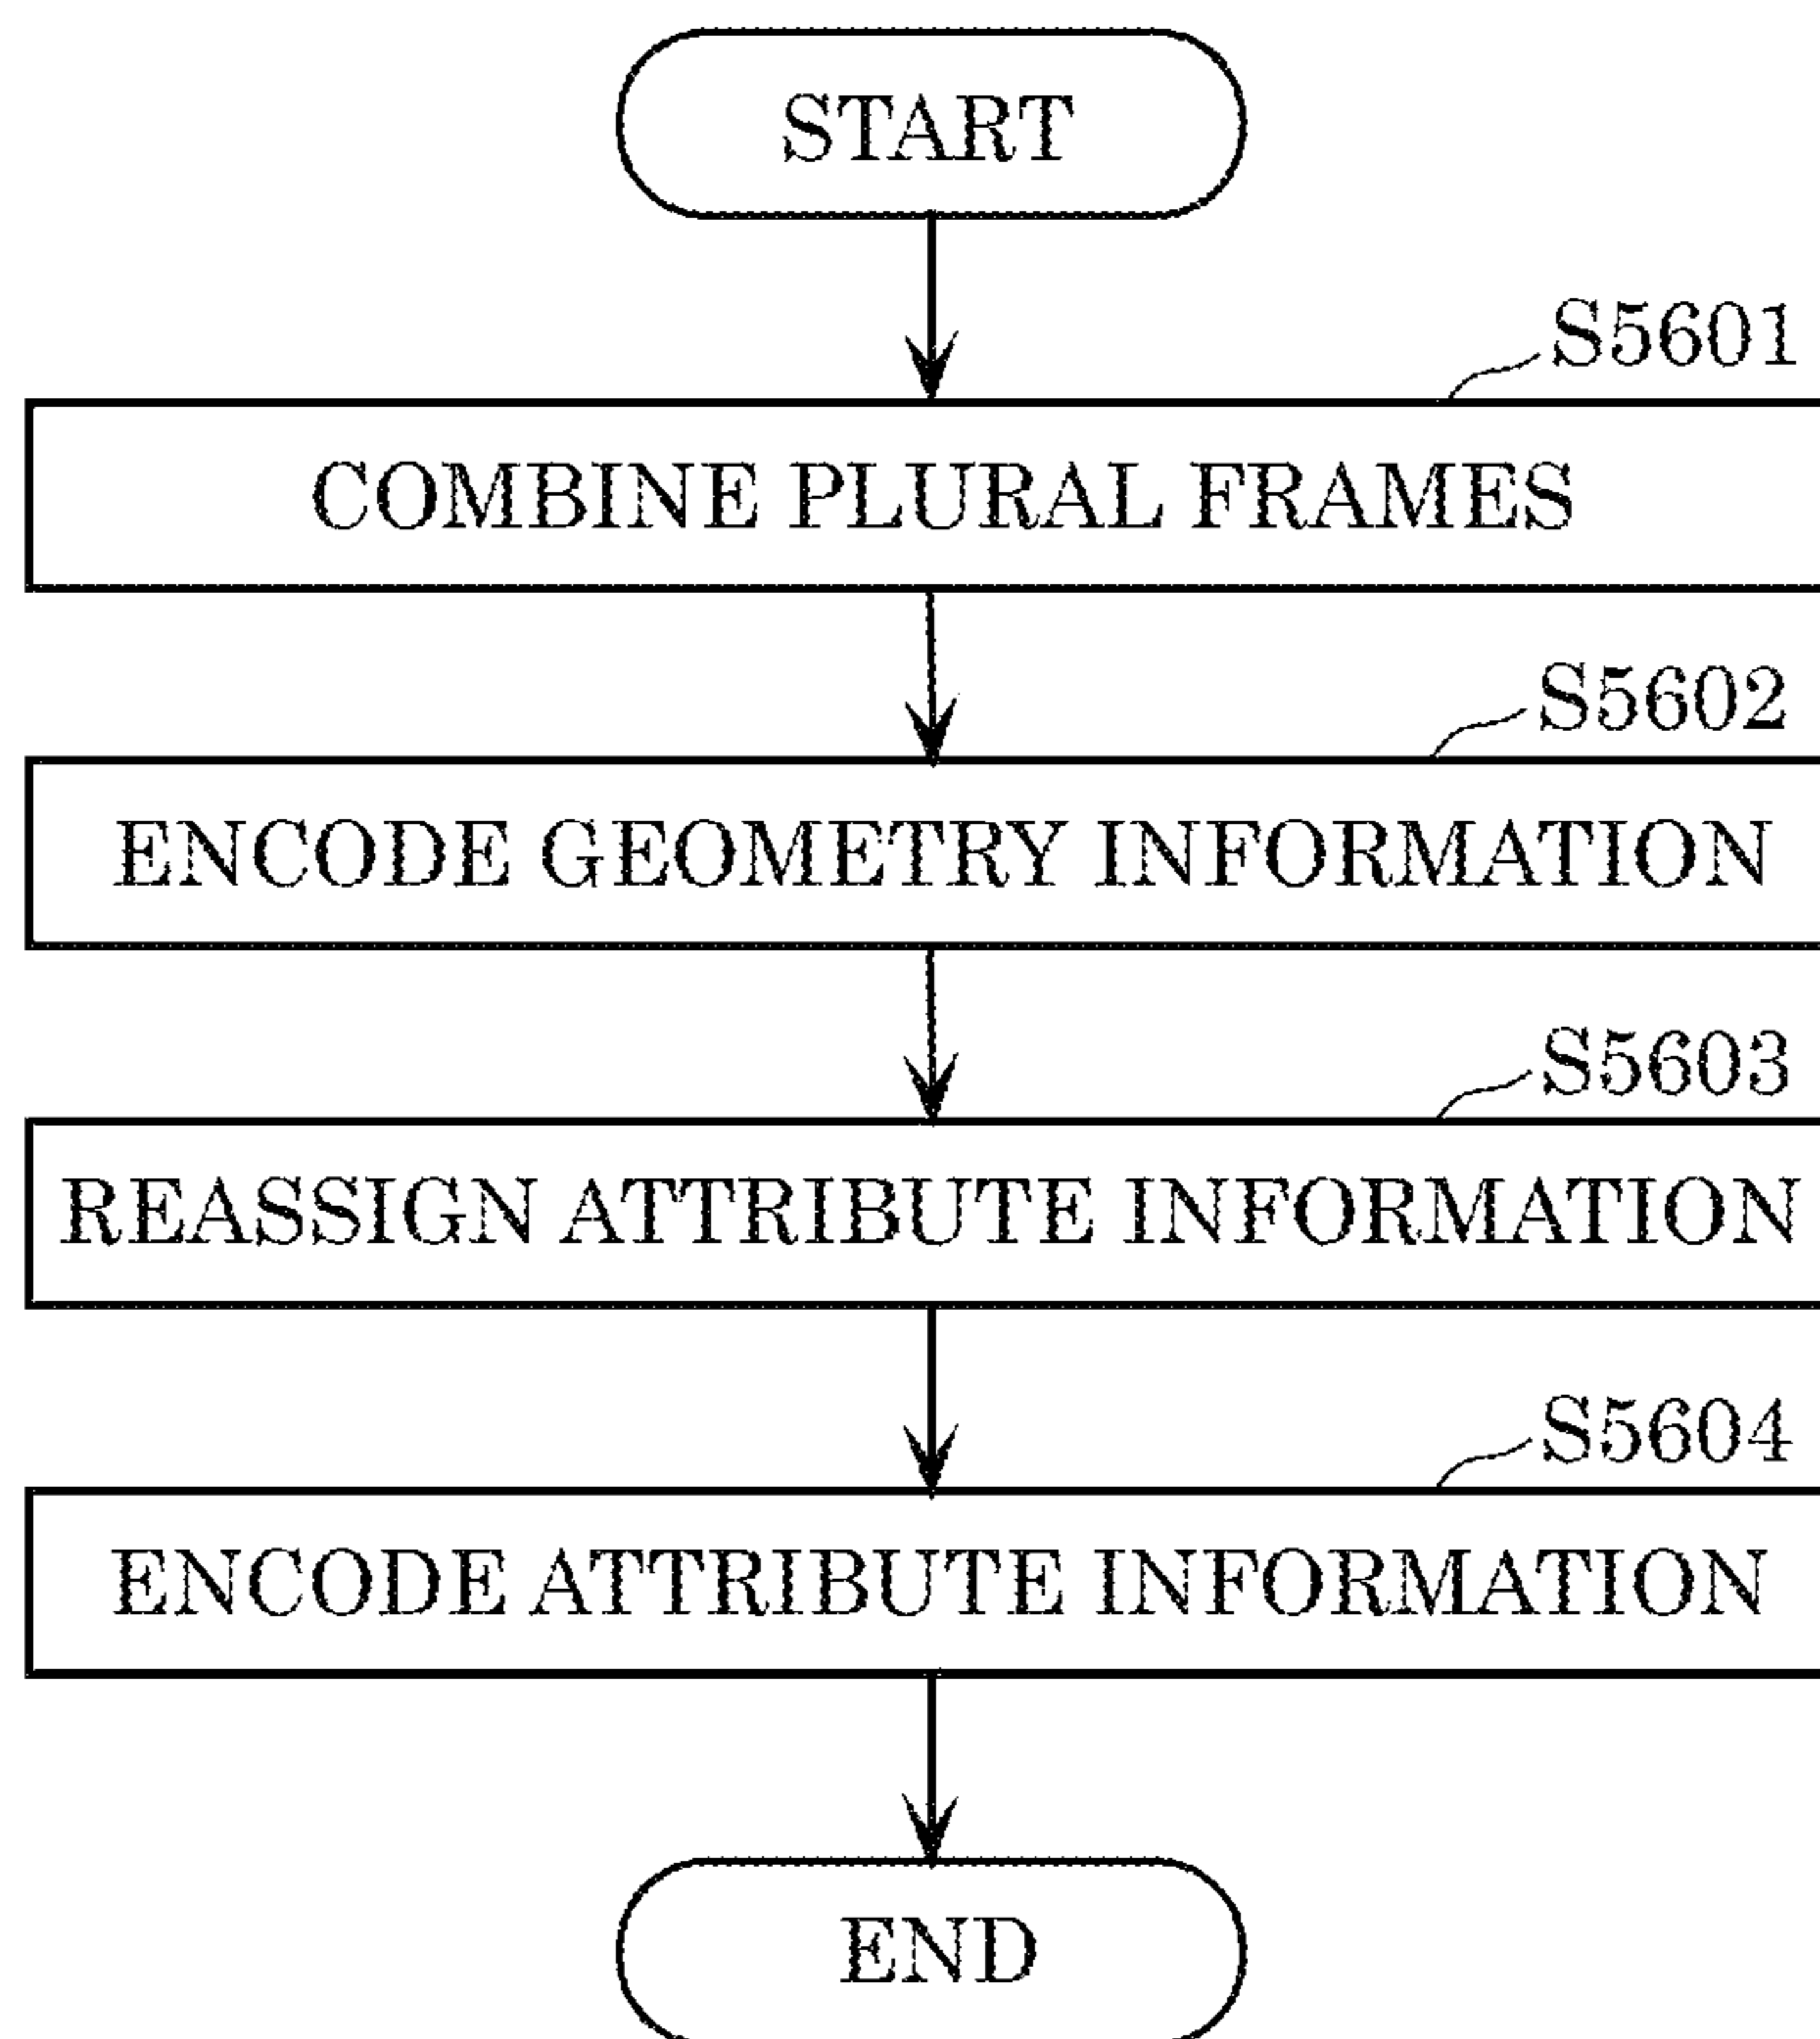 START
S5601
COMBINE PLURAL FRAMES
S5602
ENCODE GEOMETRY INFORMATION
S5603
REASSIGN ATTRIBUTE INFORMATION
S5604
ENCODE ATTRIBUTE INFORMATION
END